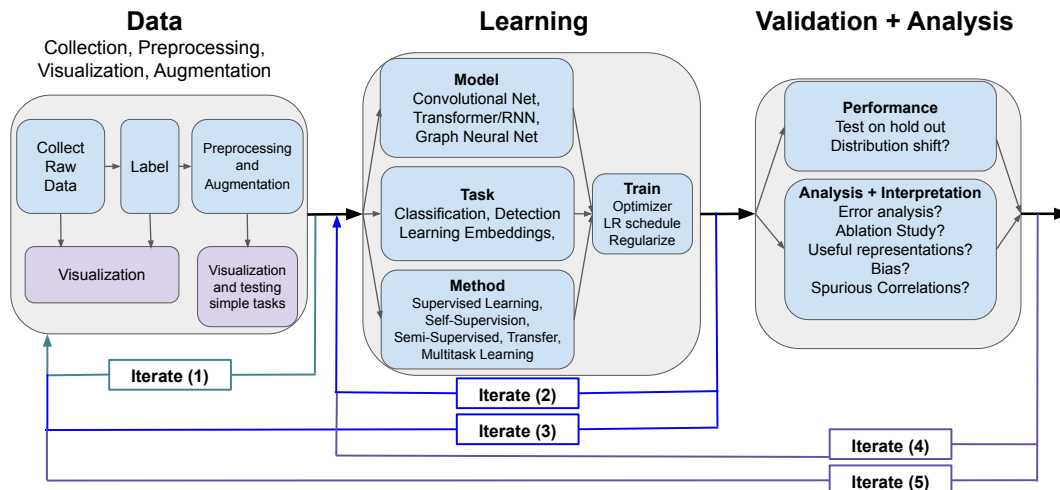 Data
Collection, Preprocessing,
Visualization, Augmentation
Collect
Raw
Data
Label
Preprocessing
and
Augmentation
Visualization
Visualization
and testing
simple tasks
Learning
Model
Convolutional Net,
Transformer/RNN,
Graph Neural Net
Task
Classification, Detection
Learning Embeddings,
Method
Supervised Learning,
Self-Supervision,
Semi-Supervised, Transfer,
Multitask Learning
Train
Optimizer
LR schedule
Regularize
Validation + Analysis
Performance
Test on hold out
Distribution shift?
Analysis + Interpretation
Error analysis?
Ablation Study?
Useful representations?
Bias?
Spurious Correlations?
Iterate (1)
Iterate (2)
Iterate (3)
Iterate (4)
Iterate (5)